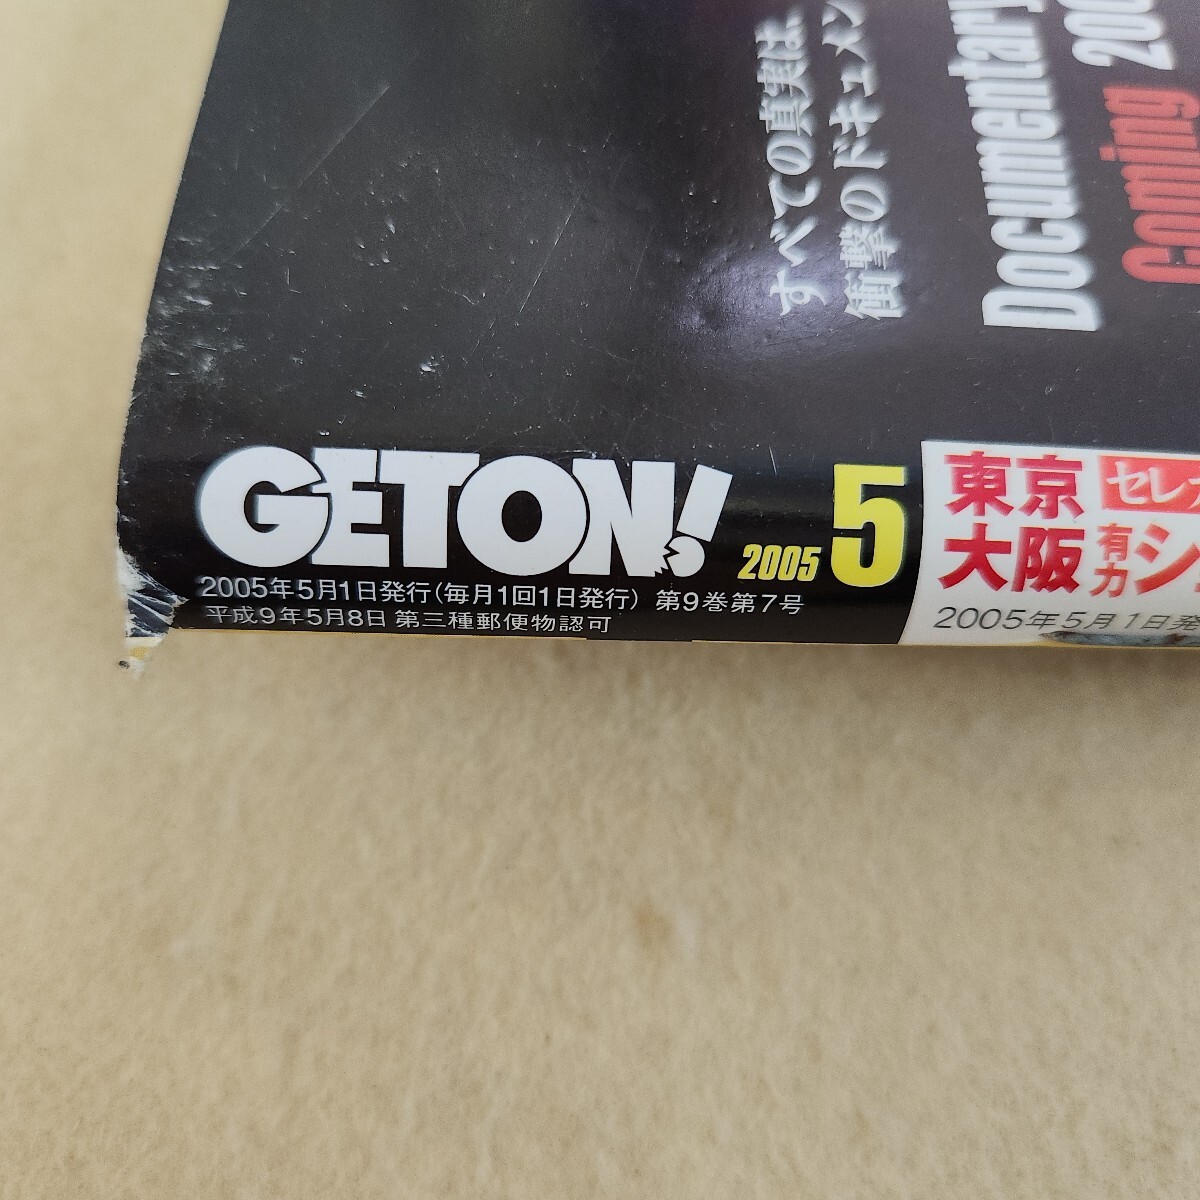 すべての真実は、
衝撃のドキュメン
Documentary
Coming 200
GETON!
2005 5
2005年5月1日発行(毎月1回1日発行) 第9巻第7号
平成9年5月8日 第三種郵便物認可
東京 セレ
大阪 有力シ
2005年5月1日発